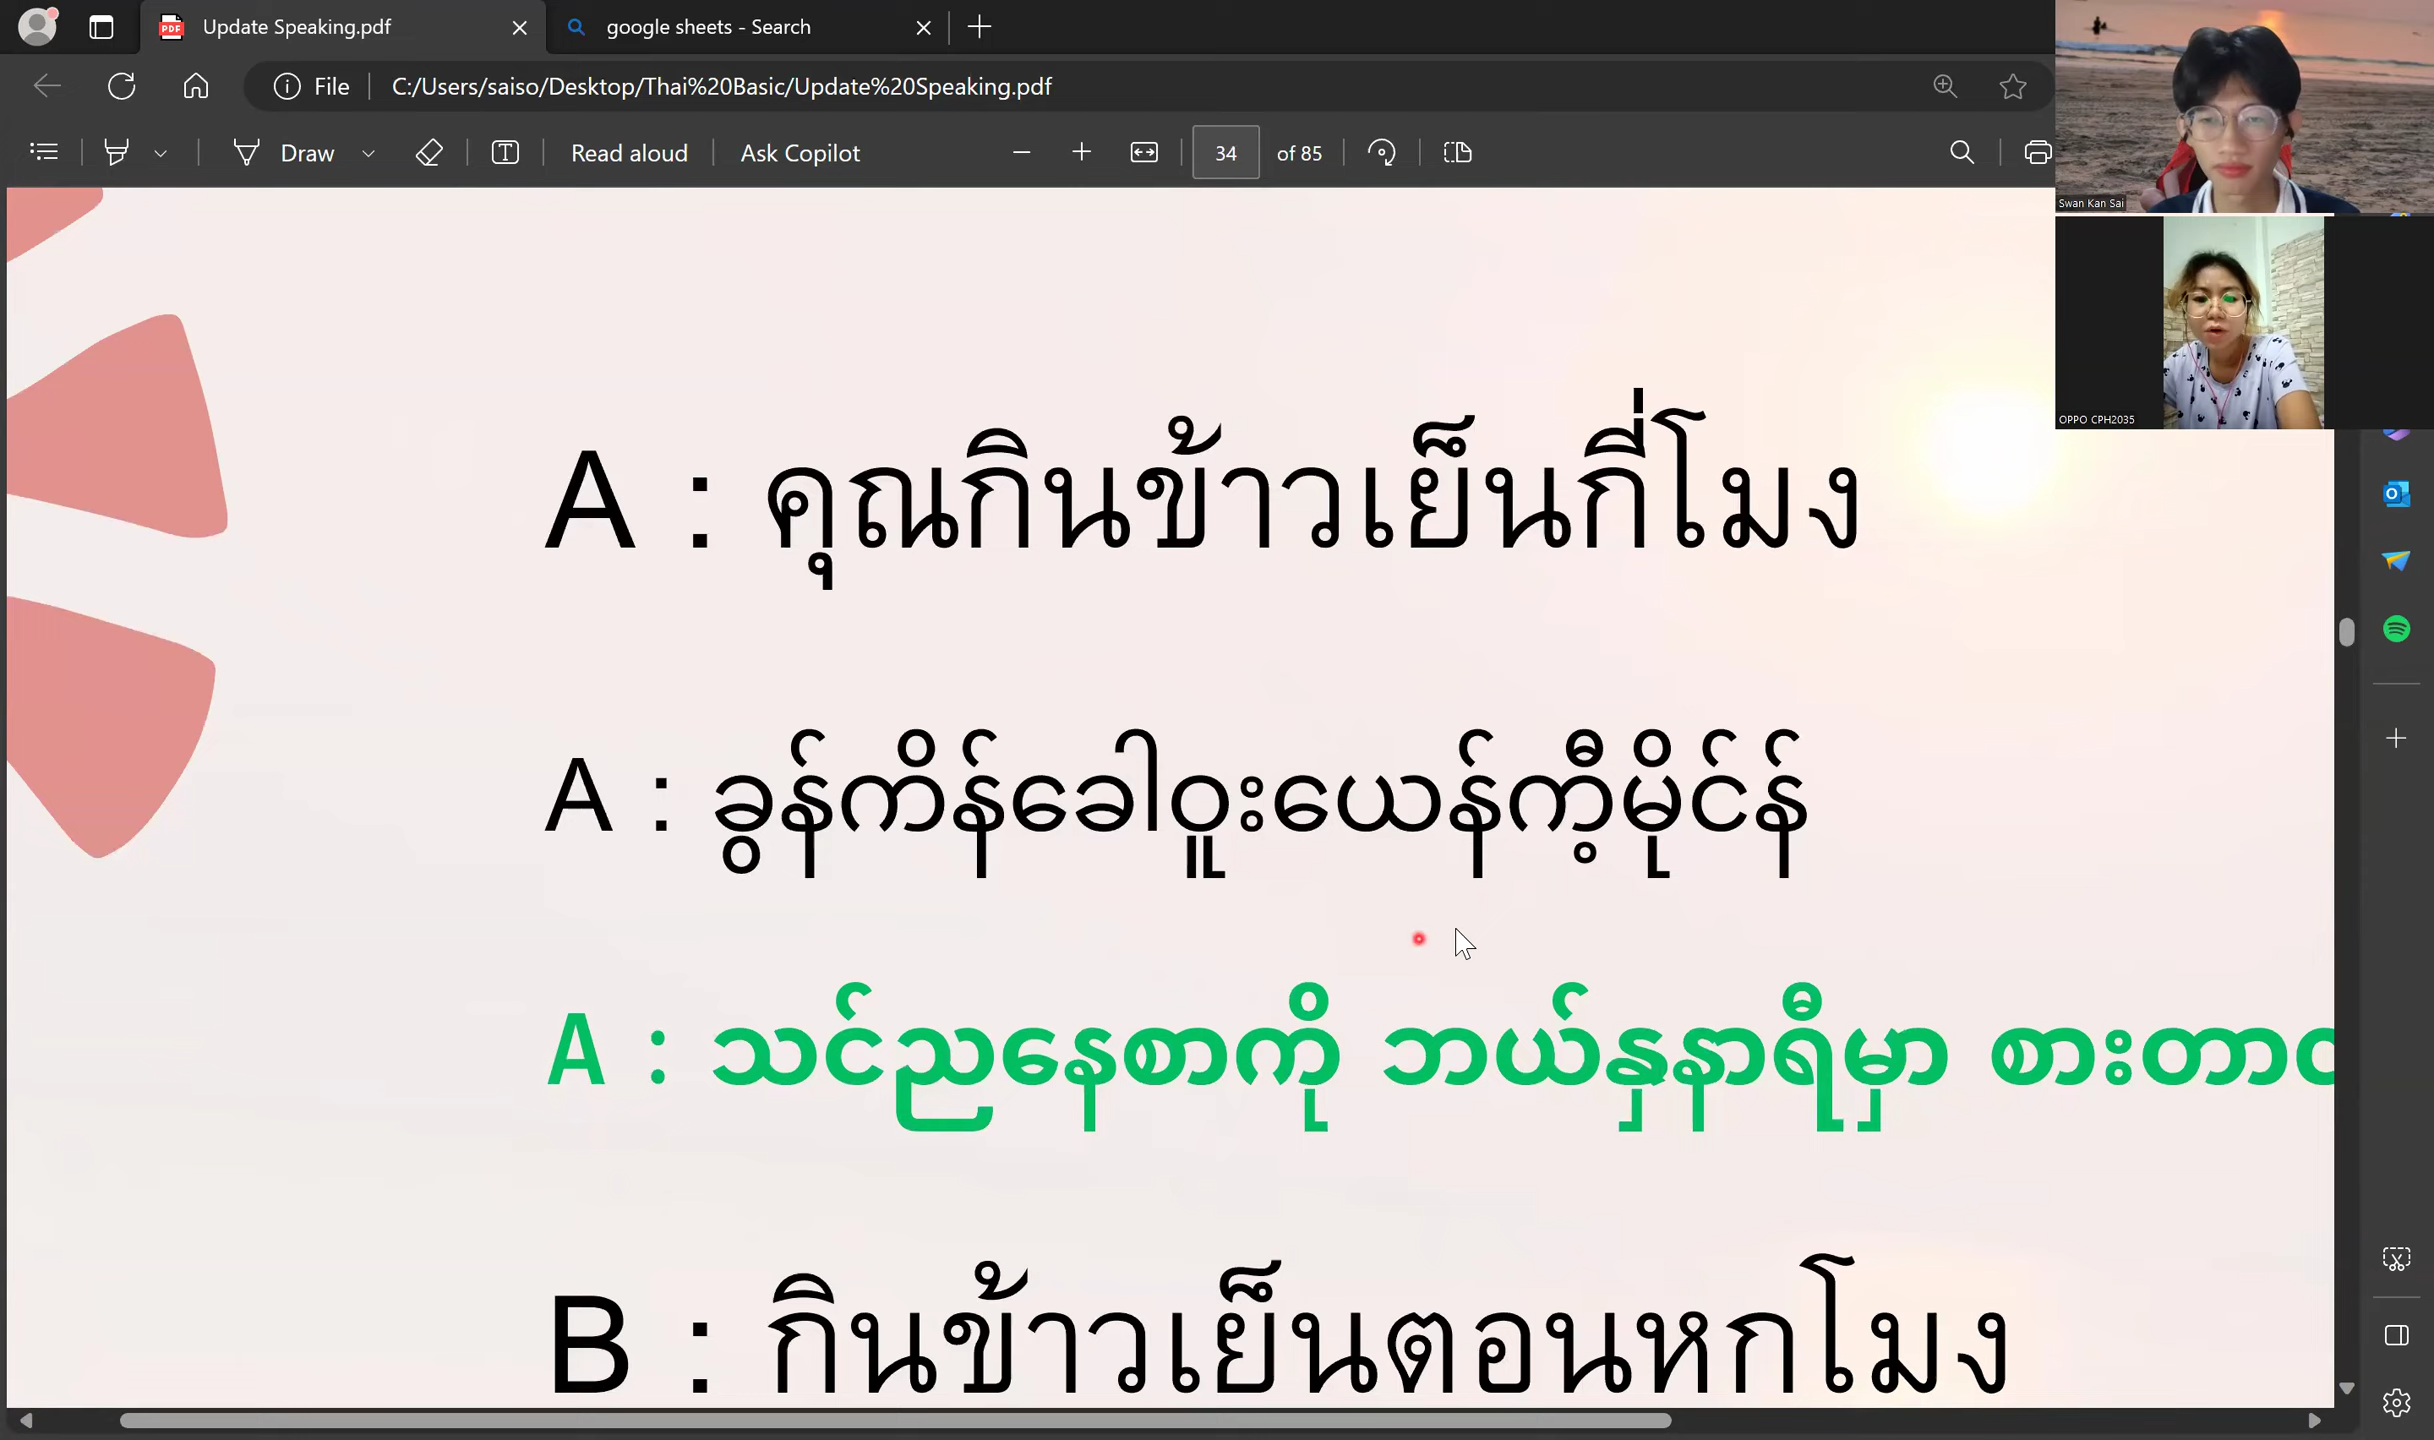 Update Speaking.pdf
google sheets - Search
File
C:/Users/saiso/Desktop/Thai%20Basic/Update%20Speaking.pdf
Draw
Read aloud
Ask Copilot
34 of 85
Swan Kan Sai
OPPO CPH2035
A : คุณกินข้าวเย็นกี่โมง
A : ခွန်ကိန်ခေါဝူးယေန်ကီ့မိုင်န်
A : သင်ညနေစာကို ဘယ်နှနာရီမှာ စားတာ
B : กินข้าวเย็นตอนหกโมง